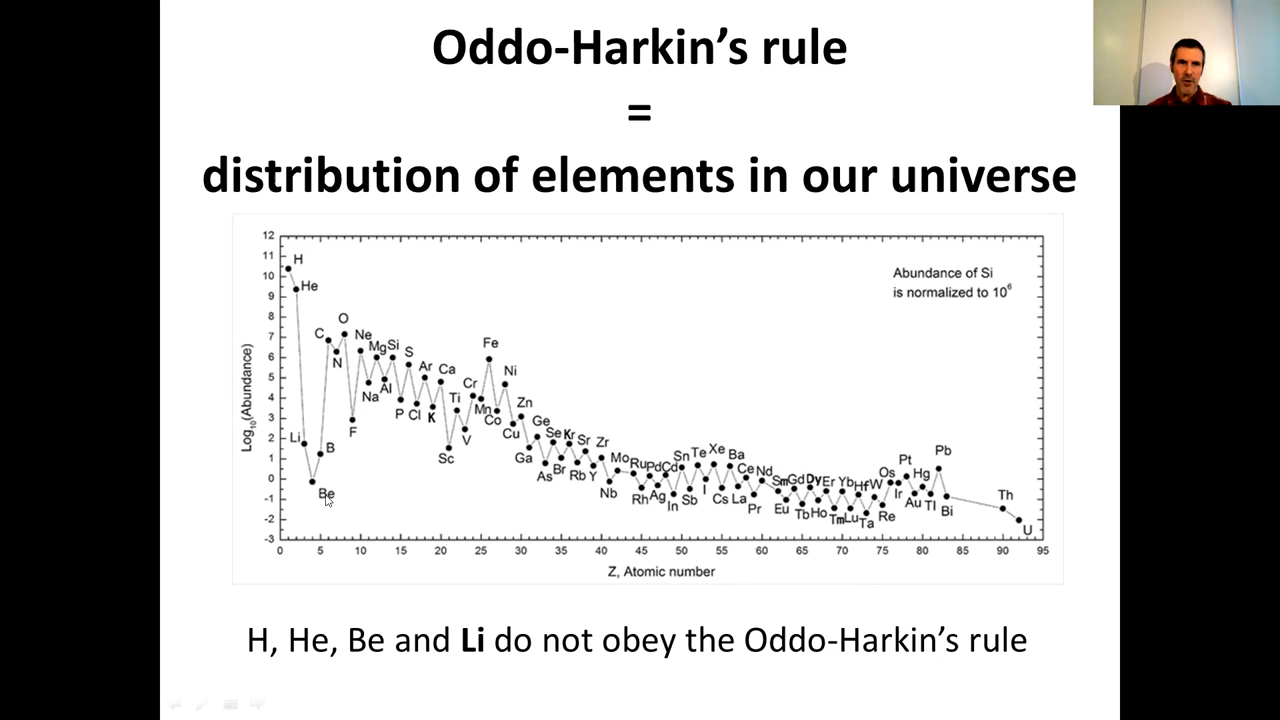 Oddo-Harkin’s rule
=
distribution of elements in our universe
Abundance of Si
is normalized to 10⁶
Log₁₀(Abundance)
12
11
10
9
8
7
6
5
4
3
2
1
0
-1
-2
-3
H
He
Li
Be
B
C
N
O
F
Ne
Na
Mg
Al
Si
P
S
Cl
Ar
K
Ca
Sc
Ti
V
Cr
Mn
Fe
Co
Ni
Cu
Zn
Ga
Ge
As
Se
Br
Kr
Rb
Sr
Y
Zr
Nb
Mo
Ru
Rh
Pd
Ag
Cd
In
Sn
Sb
Te
I
Xe
Cs
Ba
La
Ce
Pr
Nd
Sm
Eu
Gd
Tb
Dy
Ho
Er
Tm
Yb
Lu
Hf
Ta
W
Re
Os
Ir
Pt
Au
Hg
Tl
Pb
Bi
Th
U
0 5 10 15 20 25 30 35 40 45 50 55 60 65 70 75 80 85 90 95
Z, Atomic number
H, He, Be and Li do not obey the Oddo-Harkin’s rule